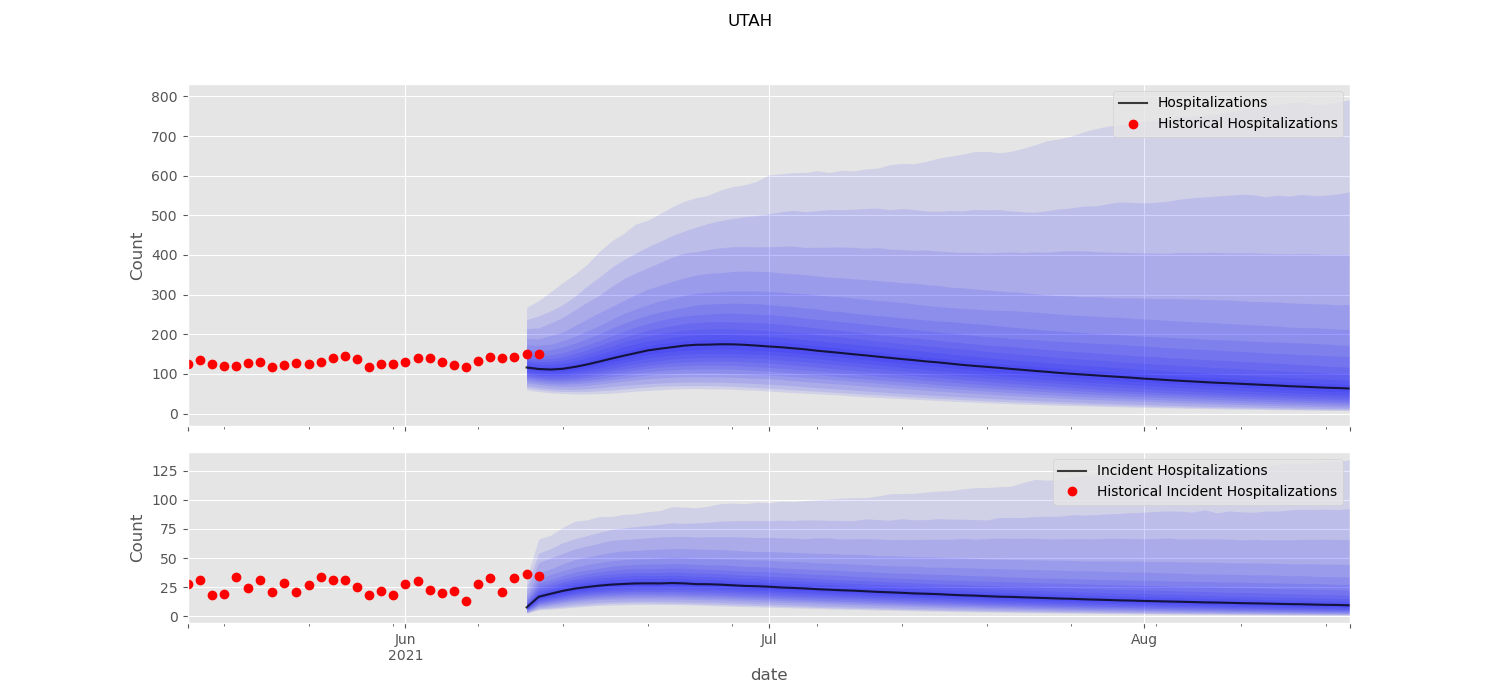 UTAH
800
700
600
500
400
300
200
100
0
Count
Hospitalizations
Historical Hospitalizations
125
100
75
50
25
0
Count
Incident Hospitalizations
Historical Incident Hospitalizations
Jun
2021
Jul
Aug
date